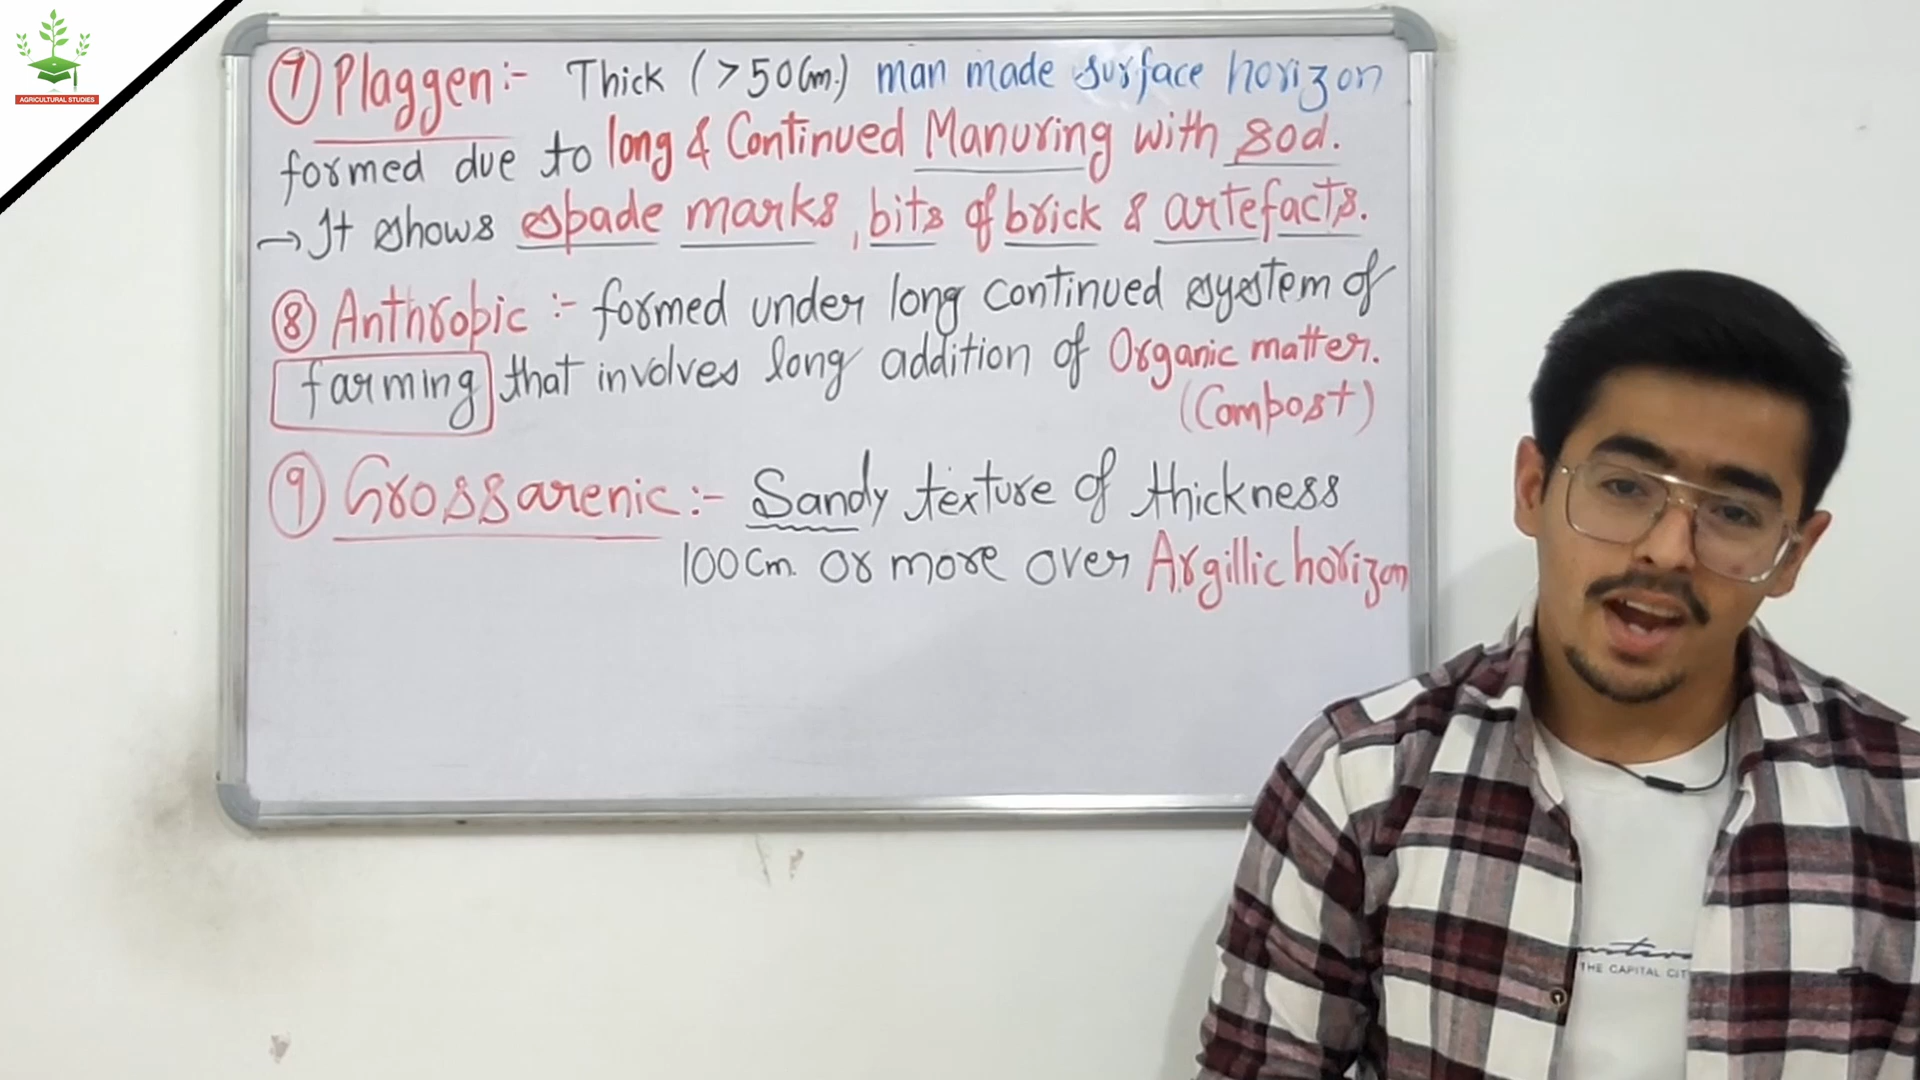 AGRICULTURAL STUDIES
⑦ Plaggen :- Thick (>50Cm.) man made surface horizon
formed due to long & Continued Manuring with sod.
→ It shows spade marks, bits of brick & artefacts.
⑧ Anthropic :- formed under long continued system of
farming that involves long addition of Organic matter.
(Compost)
⑨ Grossarenic :- Sandy texture of thickness
100Cm. or more over Argillic horizon
THE CAPITAL CIT